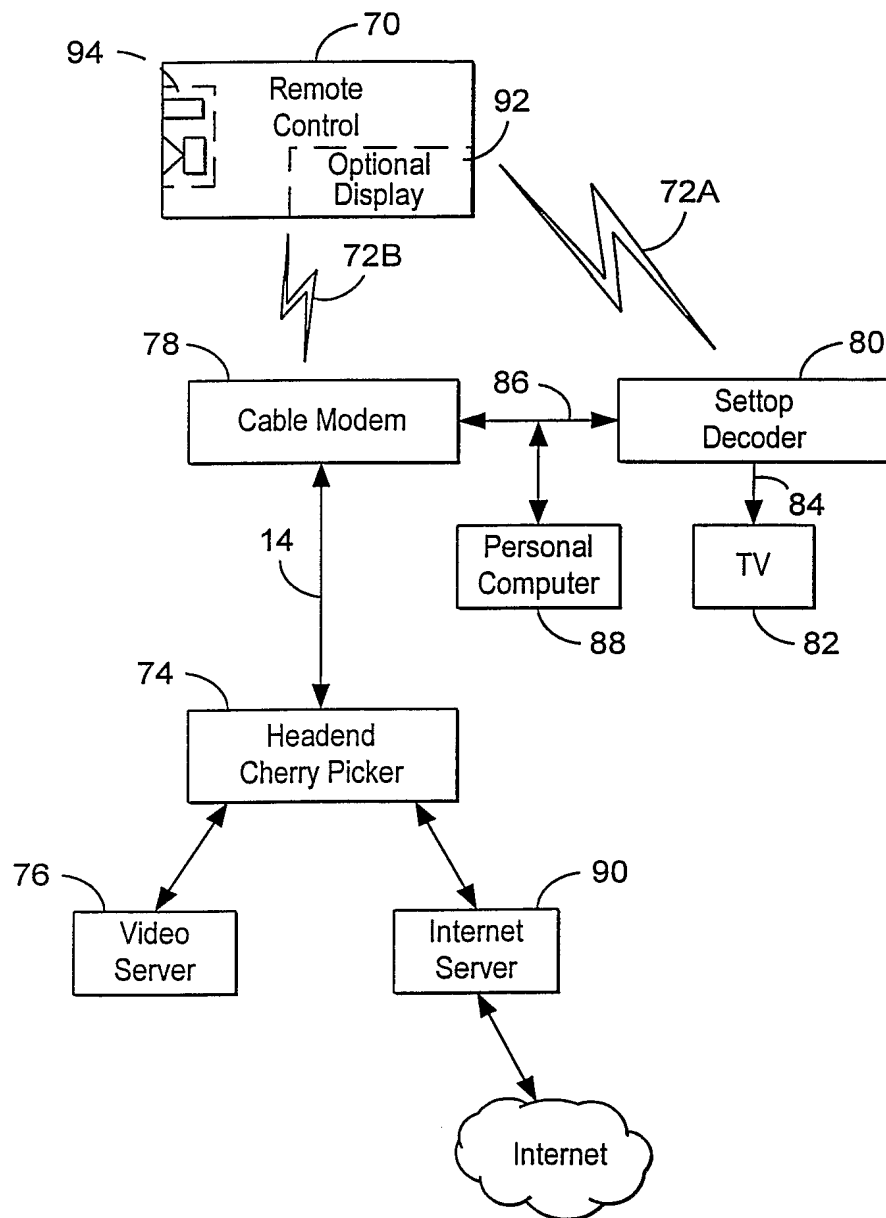 70
94
Remote
Control
92
Optional
Display
72A
72B
78
80
86
Cable Modem
Settop
Decoder
84
14
Personal
Computer
TV
88
82
74
Headend
Cherry Picker
76
90
Video
Server
Internet
Server
Internet